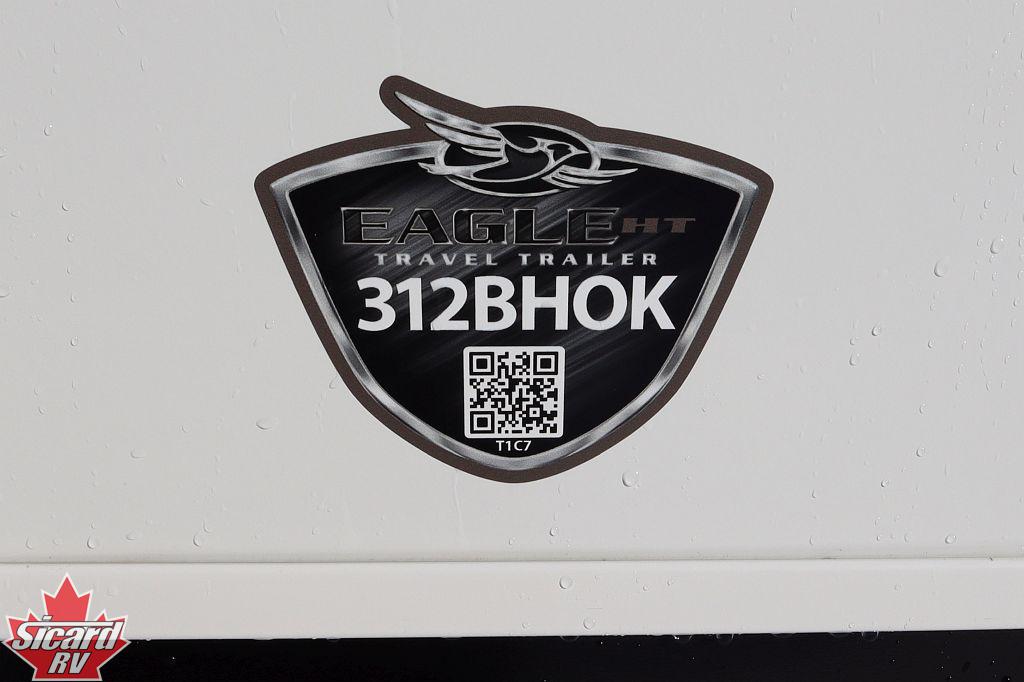 EAGLE HT
TRAVEL TRAILER
312BHOK
T1C7
Sicard
RV